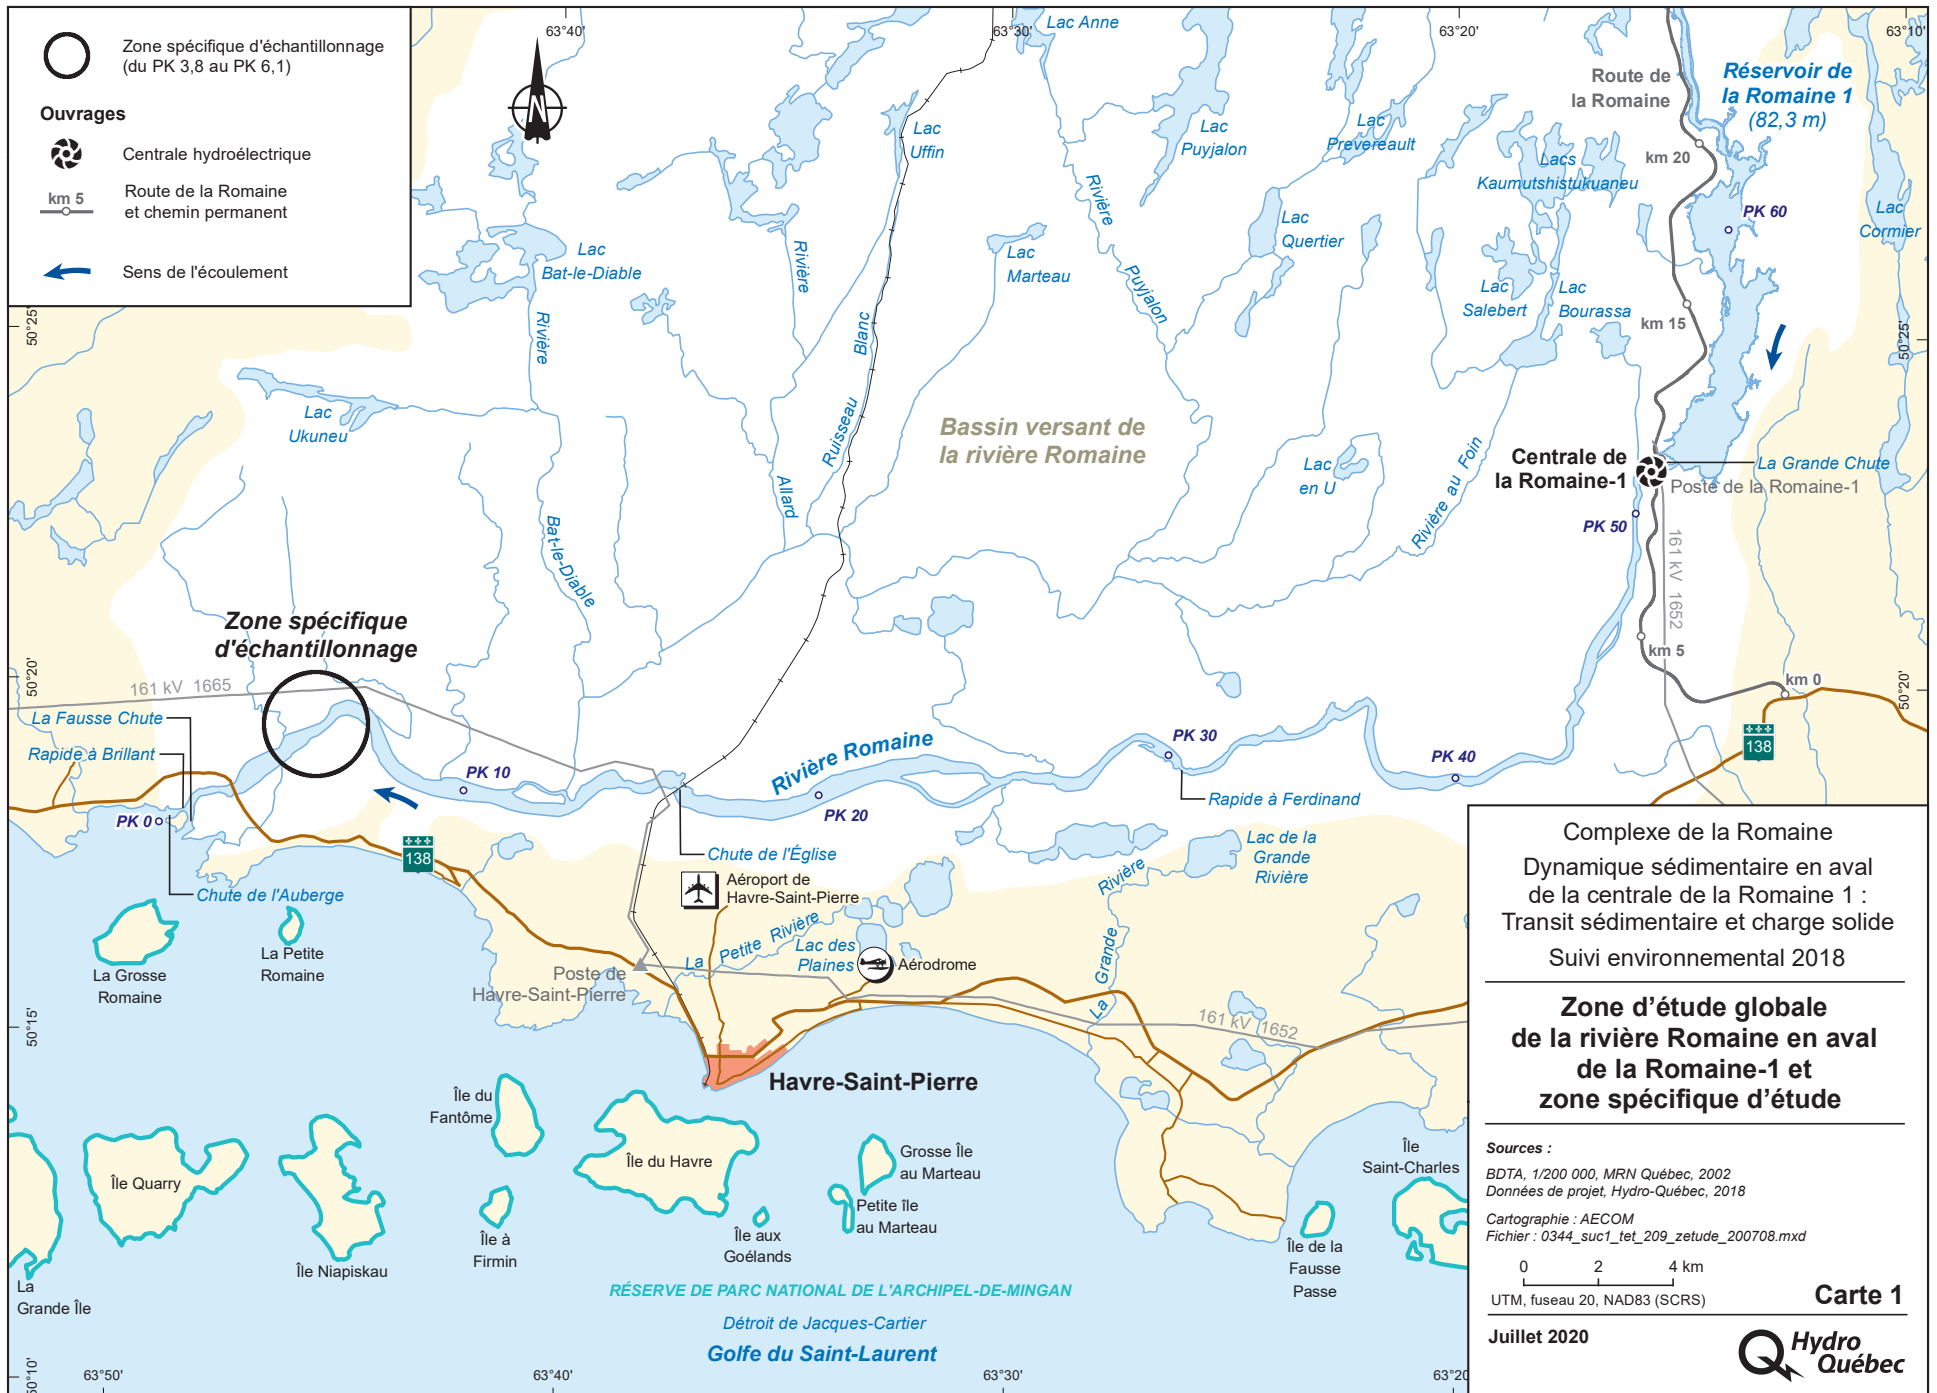 Zone spécifique d'échantillonnage
(du PK 3,8 au PK 6,1)
Ouvrages
Centrale hydroélectrique
km 5
Route de la Romaine
et chemin permanent
Sens de l'écoulement
63°40'
63°30'
63°20'
63°10'
N
Lac Anne
Lac
Uffin
Lac
Puyjalon
Lac
Prevereault
Lacs
Kaumutshistukuaneu
Route de
la Romaine
Réservoir de
la Romaine 1
(82,3 m)
km 20
PK 60
Lac
Cormier
Lac
Bat-le-Diable
Rivière
Lac
Marteau
Rivière
Puyjalon
Lac
Quertier
Lac
Salebert
Lac
Bourassa
km 15
50°25'
50°25'
Rivière
Blanc
Ruisseau
Lac
Ukuneu
Allard
Bat-le-Diable
Bassin versant de
la rivière Romaine
Lac
en U
Rivière au Foin
Centrale de
la Romaine-1
La Grande Chute
Poste de la Romaine-1
PK 50
161 kV 1652
km 5
km 0
Zone spécifique
d'échantillonnage
50°20'
50°20'
161 kV 1665
La Fausse Chute
Rapide à Brillant
PK 0
Chute de l'Auberge
PK 10
138
Rivière Romaine
PK 20
PK 30
Rapide à Ferdinand
PK 40
138
Chute de l'Église
Aéroport de
Havre-Saint-Pierre
La Petite Rivière
Lac des
Plaines
Aérodrome
Lac de la
Grande
Rivière
La Grande
Rivière
La Grosse
Romaine
La Petite
Romaine
Poste de
Havre-Saint-Pierre
50°15'
161 kV 1652
Havre-Saint-Pierre
Île du
Fantôme
Île Quarry
Île du Havre
Grosse Île
au Marteau
Petite île
au Marteau
Île
Saint-Charles
Île à
Firmin
Île aux
Goélands
Île Niapiskau
Île de la
Fausse
Passe
La
Grande Île
RÉSERVE DE PARC NATIONAL DE L'ARCHIPEL-DE-MINGAN
Détroit de Jacques-Cartier
Golfe du Saint-Laurent
50°10'
63°50'
63°40'
63°30'
63°20
Complexe de la Romaine
Dynamique sédimentaire en aval
de la centrale de la Romaine 1 :
Transit sédimentaire et charge solide
Suivi environnemental 2018
Zone d'étude globale
de la rivière Romaine en aval
de la Romaine-1 et
zone spécifique d'étude
Sources :
BDTA, 1/200 000, MRN Québec, 2002
Données de projet, Hydro-Québec, 2018
Cartographie : AECOM
Fichier : 0344_suc1_tet_209_zetude_200708.mxd
0 2 4 km
UTM, fuseau 20, NAD83 (SCRS)
Carte 1
Juillet 2020
Hydro
Québec